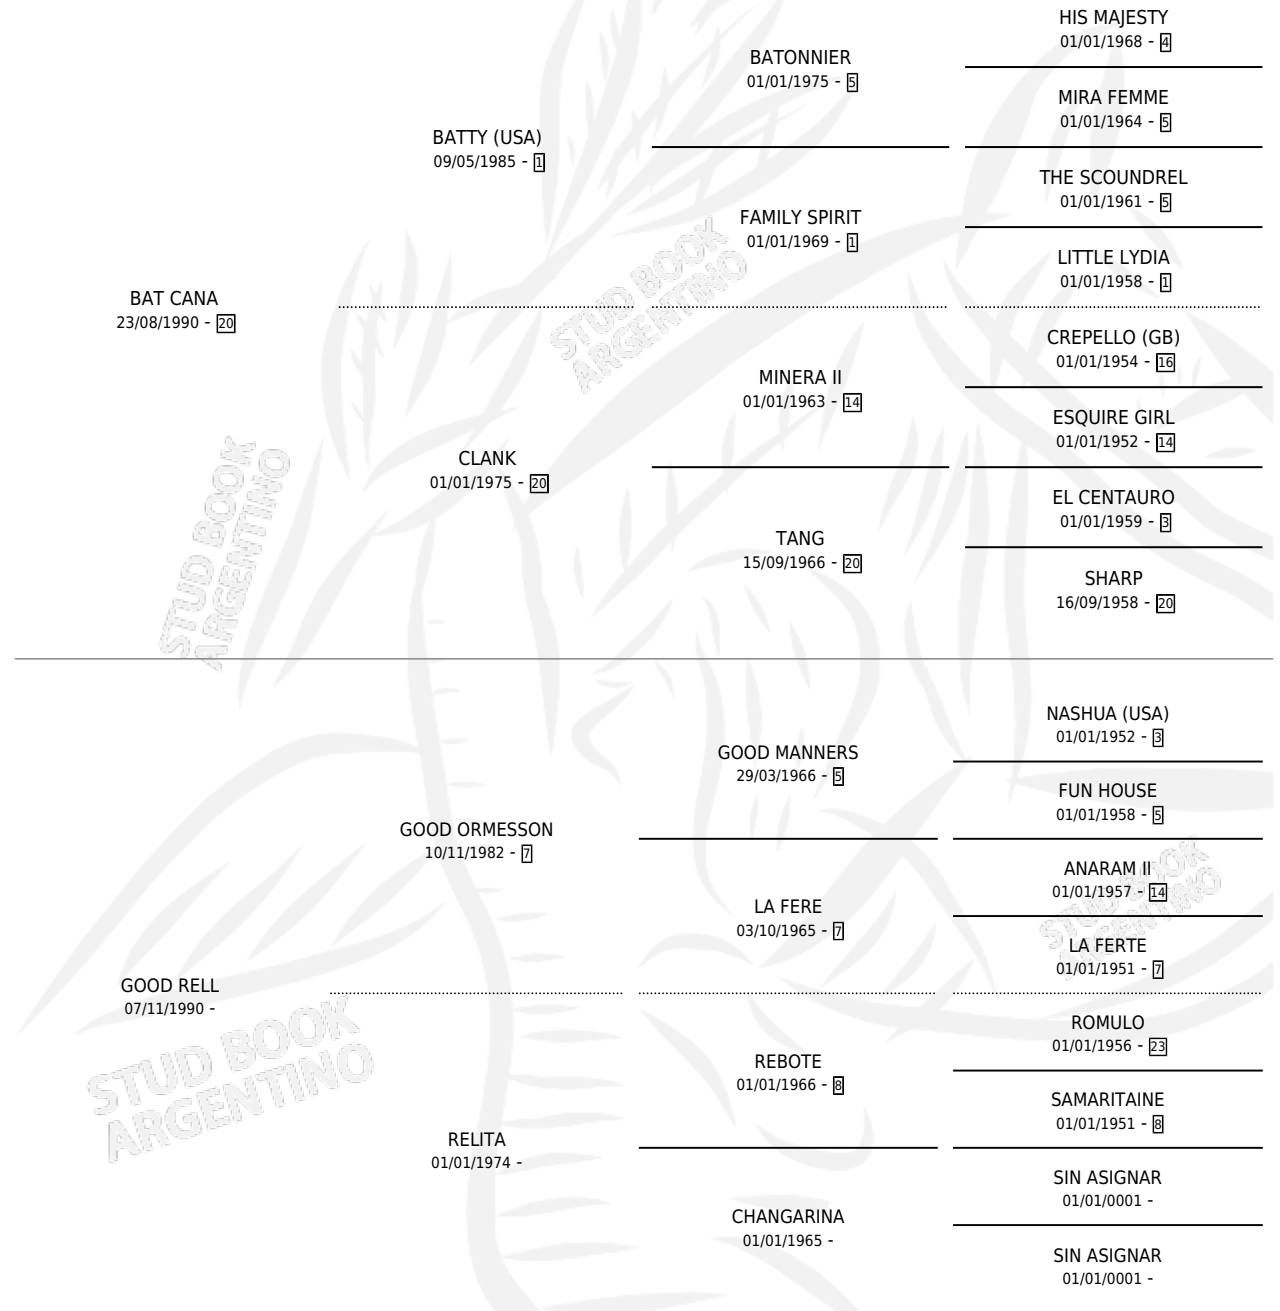 HIS MAJESTY
01/01/1968 - 4
BATONNIER
01/01/1975 - 5
MIRA FEMME
01/01/1964 - 5
BATTY (USA)
09/05/1985 - 1
THE SCOUNDREL
01/01/1961 - 5
FAMILY SPIRIT
01/01/1969 - 1
LITTLE LYDIA
01/01/1958 - 1
BAT CANA
23/08/1990 - 20
STUD BOOK
ARGENTINO
CREPELLO (GB)
01/01/1954 - 16
MINERA II
01/01/1963 - 14
ESQUIRE GIRL
01/01/1952 - 14
CLANK
01/01/1975 - 20
EL CENTAURO
01/01/1959 - 3
TANG
15/09/1966 - 20
SHARP
16/09/1958 - 20
STUD BOOK
ARGENTINO
NASHUA (USA)
01/01/1952 - 3
GOOD MANNERS
29/03/1966 - 5
FUN HOUSE
01/01/1958 - 5
GOOD ORMESSON
10/11/1982 - 7
ANARAM II
01/01/1957 - 14
LA FERE
03/10/1965 - 7
STUD BOOK
ARGENTINO
LA FERTE
01/01/1951 - 7
GOOD RELL
07/11/1990 -
STUD BOOK
ARGENTINO
ROMULO
01/01/1956 - 23
REBOTE
01/01/1966 - 8
SAMARITAINE
01/01/1951 - 8
RELITA
01/01/1974 -
SIN ASIGNAR
01/01/0001 -
CHANGARINA
01/01/1965 -
SIN ASIGNAR
01/01/0001 -